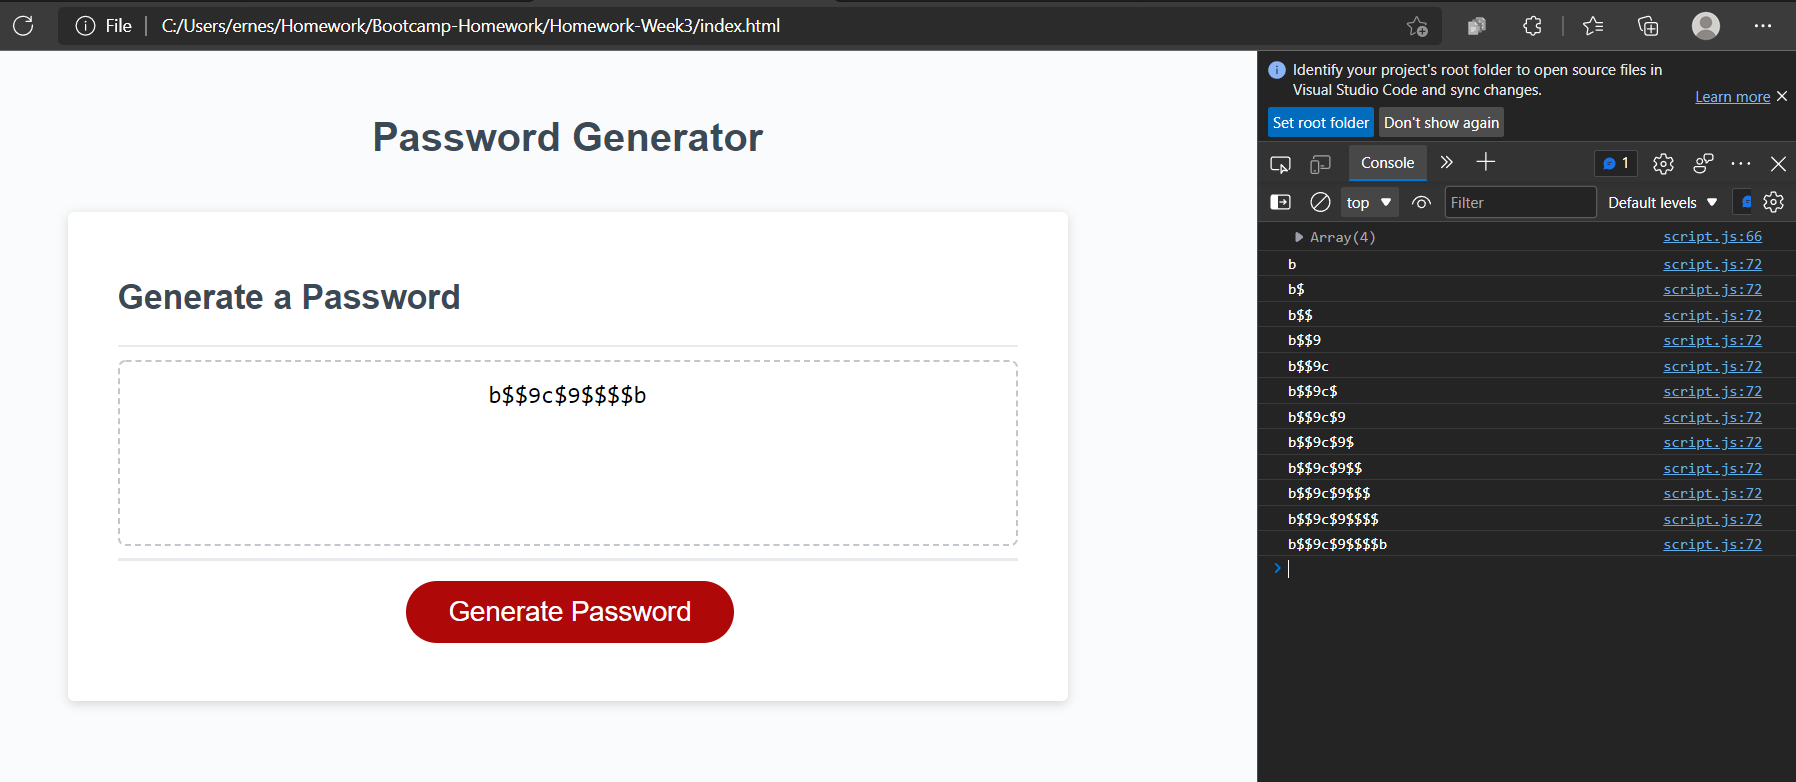 File C:/Users/ernes/Homework/Bootcamp-Homework/Homework-Week3/index.html
Password Generator
Generate a Password
b$$9c$9$$$$b
Generate Password
Identify your project's root folder to open source files in
Visual Studio Code and sync changes.
Learn more
Set root folder Don't show again
Console 1
top Filter Default levels
Array(4) script.js:66
b script.js:72
b$ script.js:72
b$$ script.js:72
b$$9 script.js:72
b$$9c script.js:72
b$$9c$ script.js:72
b$$9c$9 script.js:72
b$$9c$9$ script.js:72
b$$9c$9$$ script.js:72
b$$9c$9$$$ script.js:72
b$$9c$9$$$$ script.js:72
b$$9c$9$$$$b script.js:72